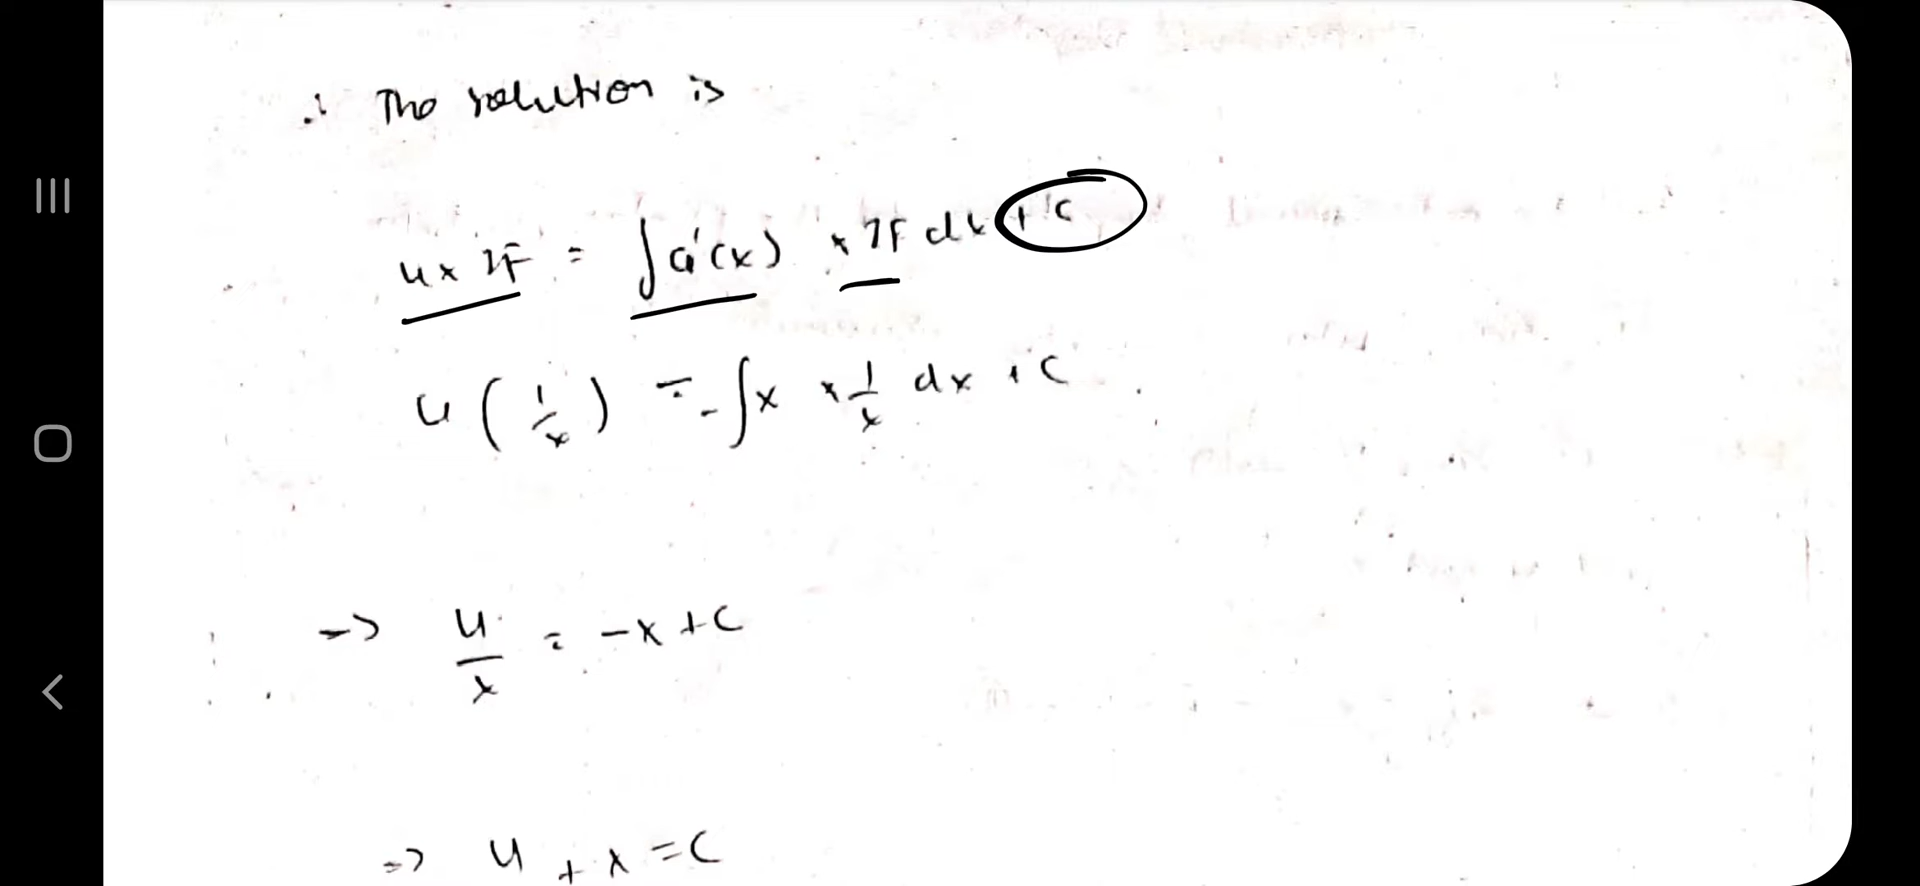 ∴ The solution is
u x IF = ∫Q'(x) x IF dx + c
u (1/x) = -∫x x 1/x dx + c
=> u/x = -x + c
=> u + x = c